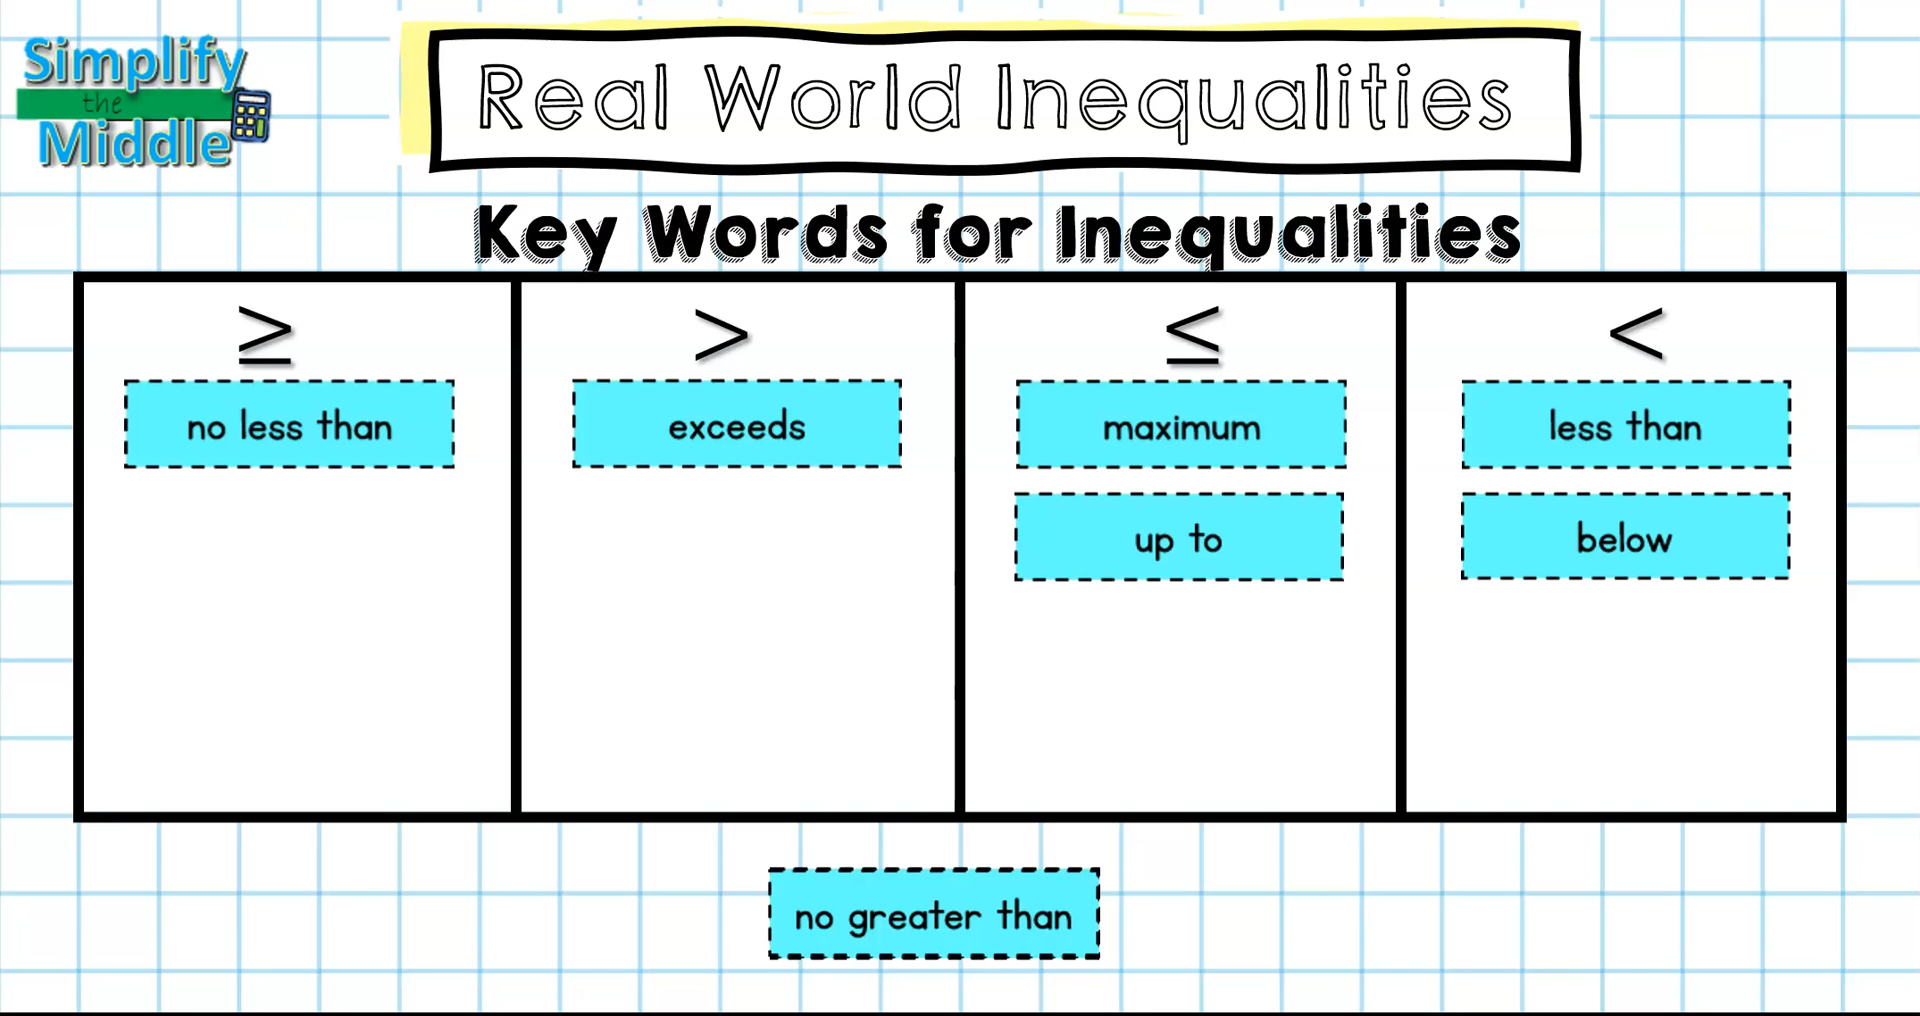 Simplify
the
Middle
Real World Inequalities
Key Words for Inequalities
≥ > ≤ <
no less than exceeds maximum less than
up to below
no greater than